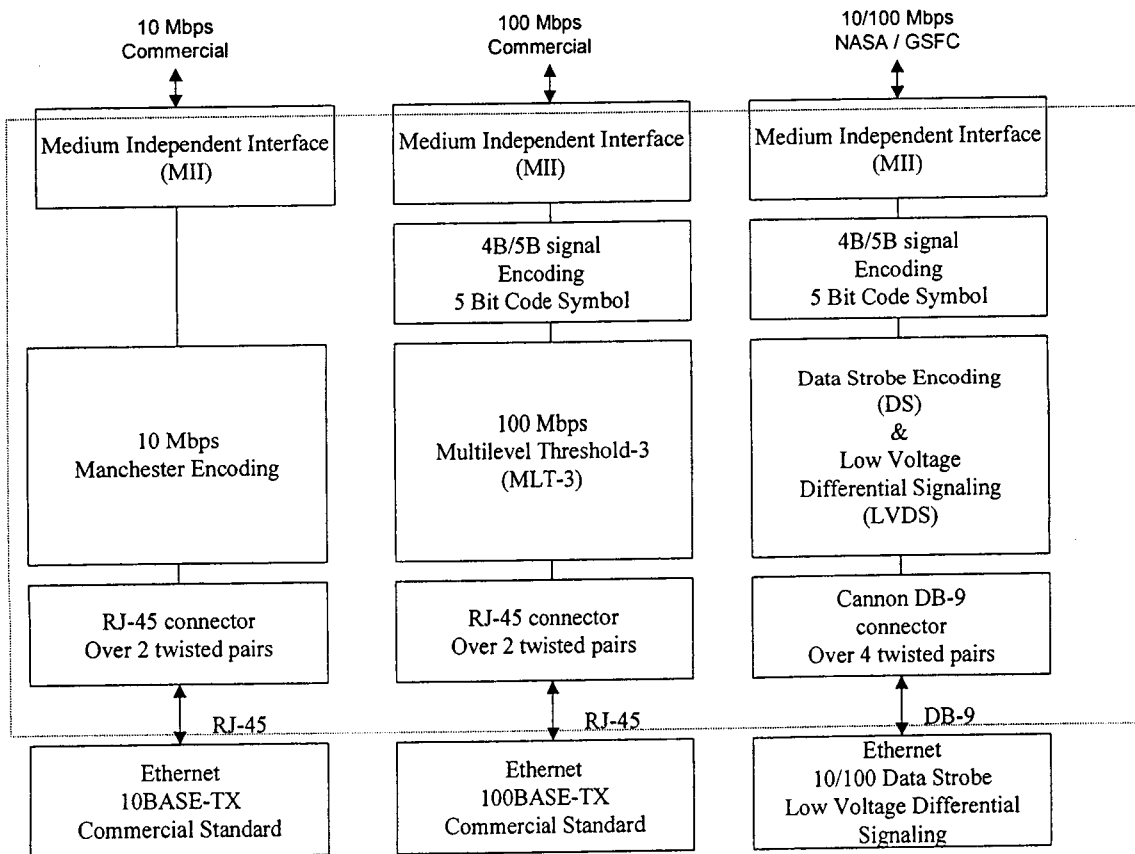 10 Mbps
Commercial
100 Mbps
Commercial
10/100 Mbps
NASA / GSFC
Medium Independent Interface
(MII)
Medium Independent Interface
(MII)
Medium Independent Interface
(MII)
4B/5B signal
Encoding
5 Bit Code Symbol
4B/5B signal
Encoding
5 Bit Code Symbol
10 Mbps
Manchester Encoding
100 Mbps
Multilevel Threshold-3
(MLT-3)
Data Strobe Encoding
(DS)
&
Low Voltage
Differential Signaling
(LVDS)
RJ-45 connector
Over 2 twisted pairs
RJ-45 connector
Over 2 twisted pairs
Cannon DB-9
connector
Over 4 twisted pairs
RJ-45
RJ-45
DB-9
Ethernet
10BASE-TX
Commercial Standard
Ethernet
100BASE-TX
Commercial Standard
Ethernet
10/100 Data Strobe
Low Voltage Differential
Signaling